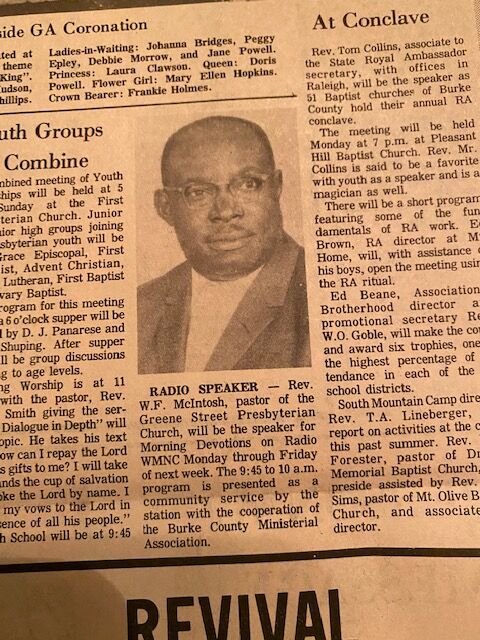 side GA Coronation
ted at
theme
King".
udson,
hillips.
Ladies-in-Waiting: Johanna Bridges, Peggy
Epley, Debbie Morrow, and Jane Powell.
Princess: Laura Clawson. Queen: Doris
Powell. Flower Girl: Mary Ellen Hopkins.
Crown Bearer: Frankie Holmes.
uth Groups
Combine
mbined meeting of Youth
ships will be held at 5
Sunday at the First
terian Church. Junior
ior high groups joining
sbyterian youth will be
Grace Episcopal, First
ist, Advent Christian,
Lutheran, First Baptist
vary Baptist.
rogram for this meeting
a 6 o'clock supper will be
d by D. J. Panarese and
Shuping. After supper
ll be group discussions
ng to age levels.
ng Worship is at 11
with the pastor, Rev.
Smith giving the ser-
Dialogue in Depth" will
opic. He takes his text
ow can I repay the Lord
s gifts to me? I will take
ands the cup of salvation
oke the Lord by name. I
my vows to the Lord in
sence of all his people."
h School will be at 9:45
RADIO SPEAKER — Rev.
W.F. McIntosh, pastor of the
Greene Street Presbyterian
Church, will be the speaker for
Morning Devotions on Radio
WMNC Monday through Friday
of next week. The 9:45 to 10 a.m.
program is presented as a
community service by the
station with the cooperation of
the Burke County Ministerial
Association.
At Conclave
Rev. Tom Collins, associate to
the State Royal Ambassador
secretary, with offices in
Raleigh, will be the speaker as
51 Baptist churches of Burke
County hold their annual RA
conclave.
The meeting will be held
Monday at 7 p.m. at Pleasant
Hill Baptist Church. Rev. Mr.
Collins is said to be a favorite
with youth as a speaker and is a
magician as well.
There will be a short program
featuring some of the fun
damentals of RA work. Ed
Brown, RA director at M
Home, will, with assistance o
his boys, open the meeting usin
the RA ritual.
Ed Beane, Association
Brotherhood director a
promotional secretary Re
W.O. Goble, will make the cou
and award six trophies, one
the highest percentage of
tendance in each of the
school districts.
South Mountain Camp dire
Rev. T.A. Lineberger,
report on activities at the c
this past summer. Rev.
Forester, pastor of Dr
Memorial Baptist Church,
preside assisted by Rev.
Sims, pastor of Mt. Olive B
Church, and associate
director.
REVIVAL